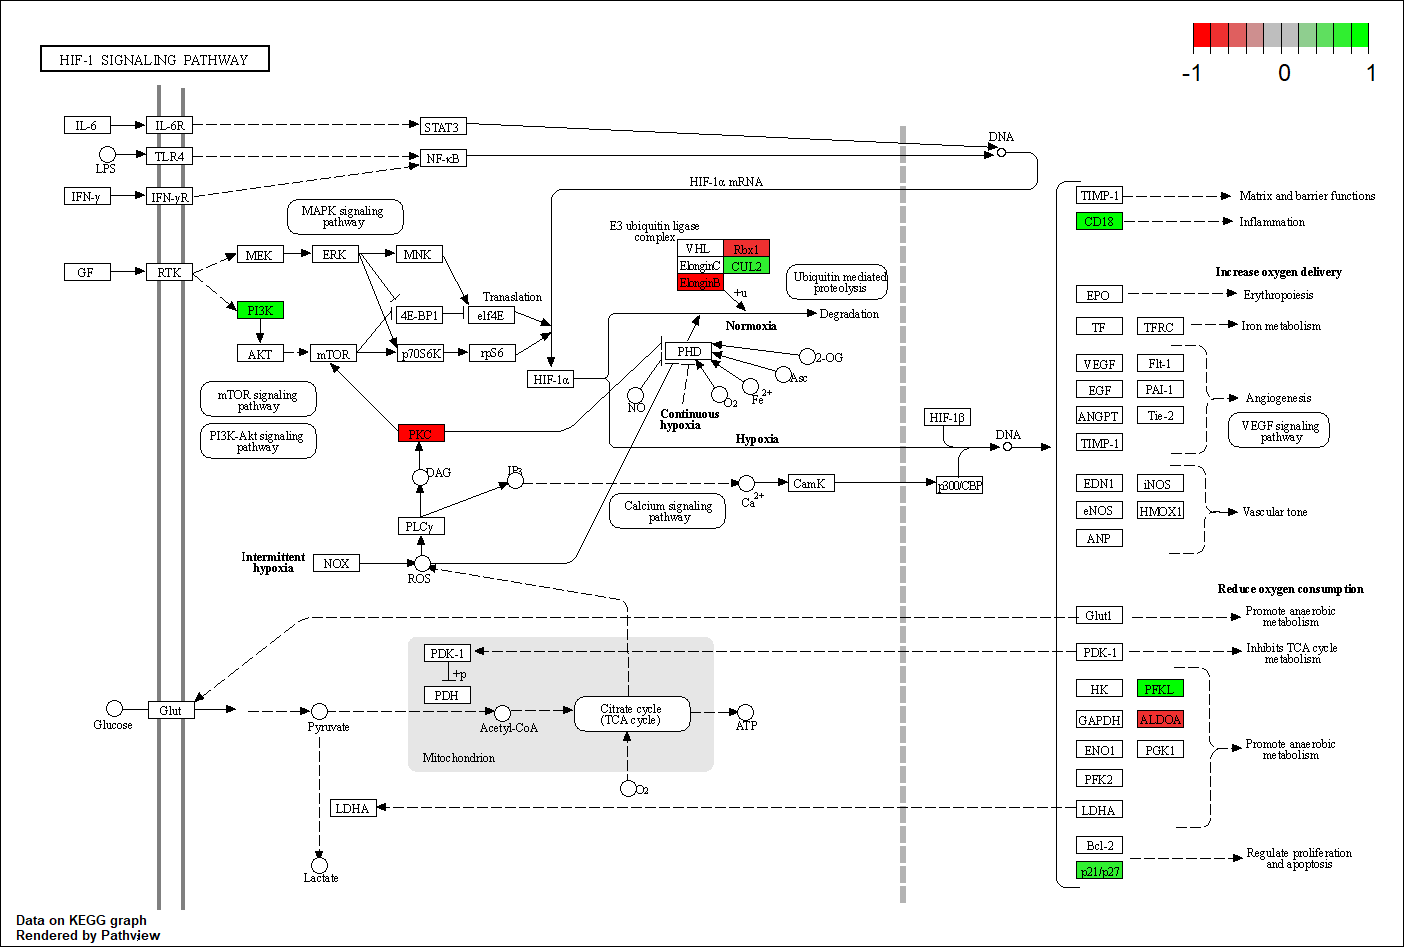 HIF-1 SIGNALING PATHWAY
-1
0
1
IL-6
IL-6R
STAT3
DNA
LPS
TLR4
NF-κB
IFN-γ
IFN-γR
HIF-1α mRNA
TIMP-1
Matrix and barrier functions
CD18
Inflammation
MAPK signaling
pathway
E3 ubiquitin ligase
complex
VHL
Rbx1
ElonginC
CUL2
ElonginB
+u
Ubiquitin mediated
proteolysis
GF
RTK
MEK
ERK
MNK
Increase oxygen delivery
EPO
Erythropoiesis
Translation
PI3K
4E-BP1
eIf4E
Degradation
Normoxia
TF
TFRC
Iron metabolism
AKT
mTOR
p70S6K
rpS6
PHD
2-OG
HIF-1α
Asc
NO
O2
Fe2+
Continuous
hypoxia
VEGF
Flt-1
EGF
PAI-1
Angiogenesis
ANGPT
Tie-2
TIMP-1
VEGF signaling
pathway
mTOR signaling
pathway
PI3K-Akt signaling
pathway
PKC
Hypoxia
HIF-1β
DNA
DAG
IP3
Ca2+
CamK
p300/CBP
Calcium signaling
pathway
EDN1
iNOS
eNOS
HMOX1
Vascular tone
ANP
PLCγ
Intermittent
hypoxia
NOX
ROS
Reduce oxygen consumption
Glut1
Promote anaerobic
metabolism
PDK-1
+p
PDH
PDK-1
Inhibits TCA cycle
metabolism
HK
PFKL
GAPDH
ALDOA
ENO1
PGK1
Promote anaerobic
metabolism
PFK2
LDHA
Glucose
Glut
Pyruvate
Acetyl-CoA
Citrate cycle
(TCA cycle)
ATP
Mitochondrion
O2
LDHA
Lactate
Bcl-2
p21/p27
Regulate proliferation
and apoptosis
Data on KEGG graph
Rendered by Pathview